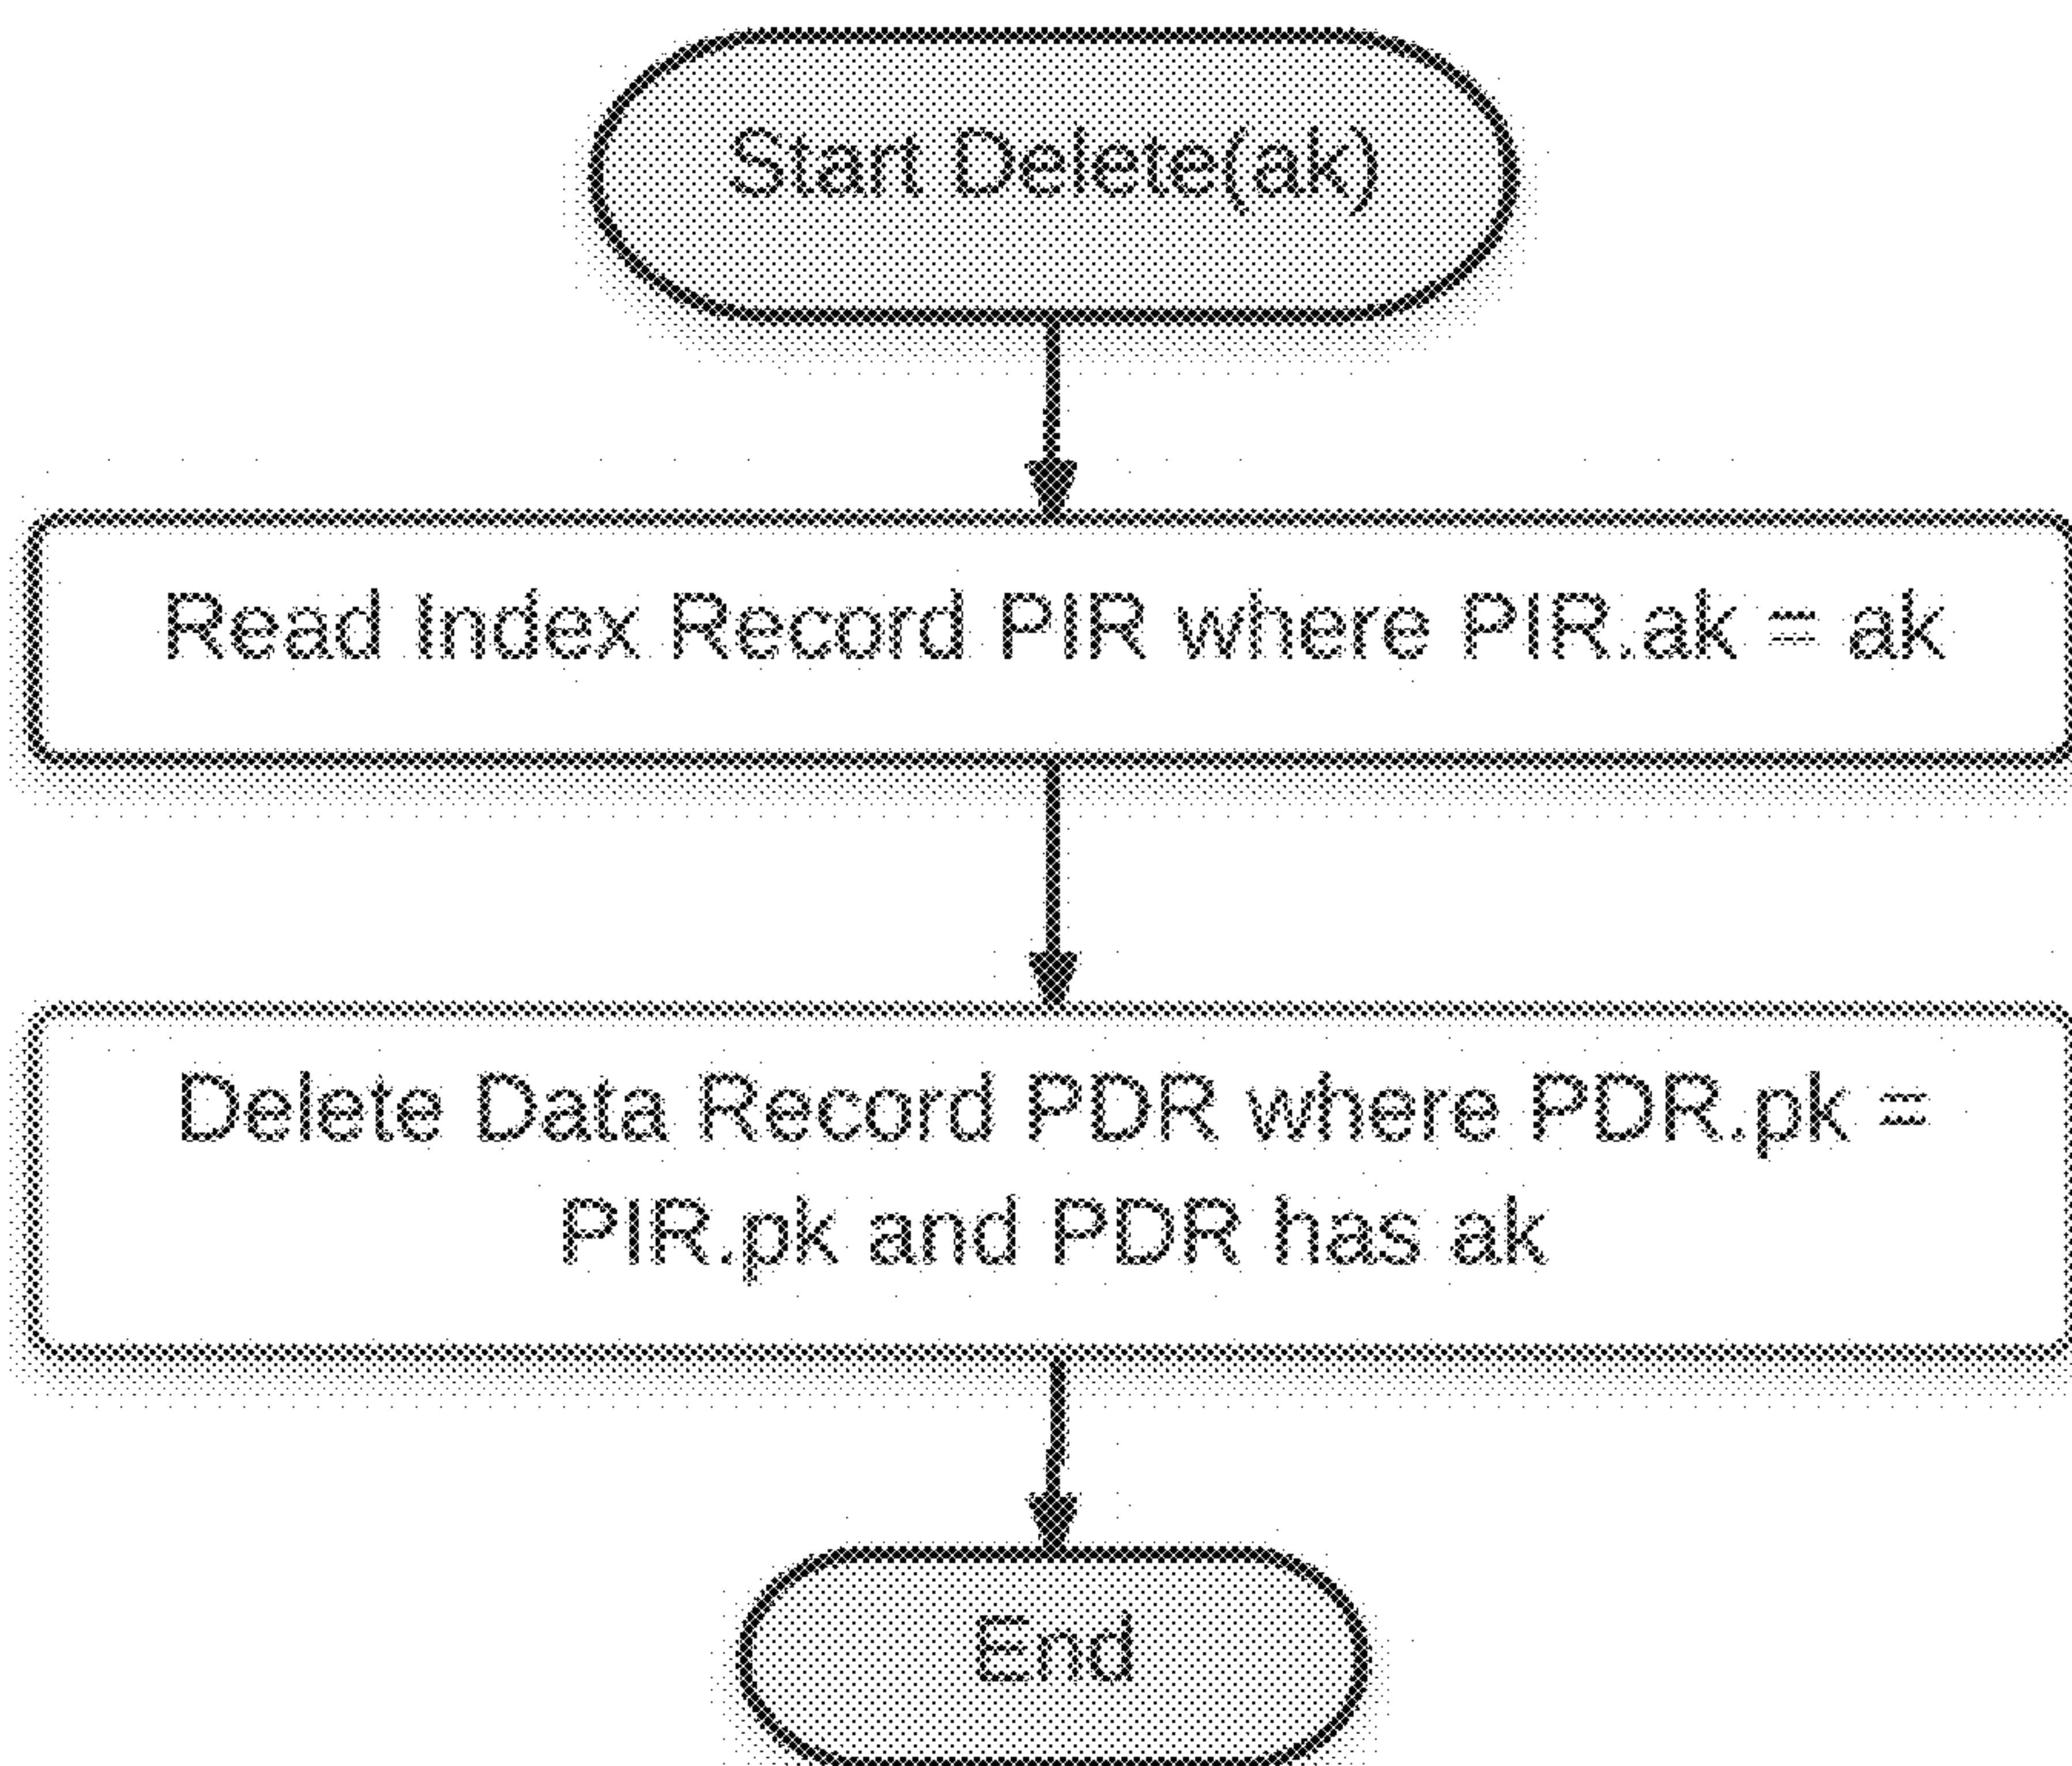 Start Delete(ak)
Read Index Record PIR where PIR.ak = ak
Delete Data Record PDR where PDR.pk =
PIR.pk and PDR has ak
End